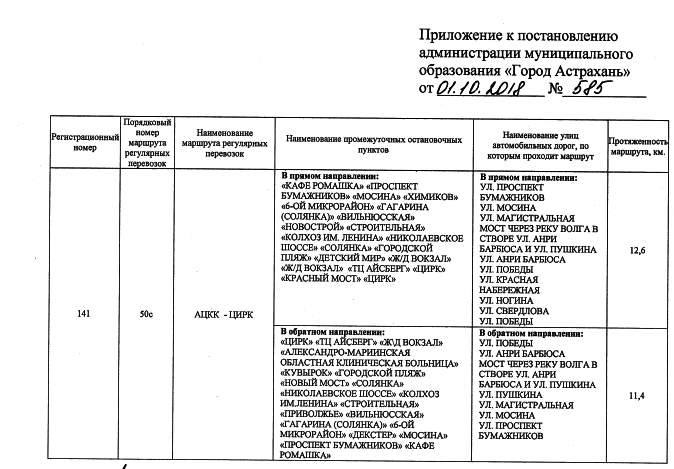 Приложение к постановлению
администрации муниципального
образования «Город Астрахань»
от 01.10.2018 № 585
Регистрационный
номер
Порядковый
номер
маршрута
регулярных
перевозок
Наименование
маршрута регулярных
перевозок
Наименование промежуточных остановочных
пунктов
Наименование улиц
автомобильных дорог, по
которым проходит маршрут
Протяженность
маршрута, км.
141
50с
АЦКК - ЦИРК
В прямом направлении:
«КАФЕ РОМАШКА» «ПРОСПЕКТ
БУМАЖНИКОВ» «МОСИНА» «ХИМИКОВ»
«6-ОЙ МИКРОРАЙОН» «ГАГАРИНА
(СОЛЯНКА)» «ВИЛЬНЮССКАЯ»
«НОВОСТРОЙ» «СТРОИТЕЛЬНАЯ»
«КОЛХОЗ ИМ. ЛЕНИНА» «НИКОЛАЕВСКОЕ
ШОССЕ» «СОЛЯНКА» «ГОРОДСКОЙ
ПЛЯЖ» «ДЕТСКИЙ МИР» «Ж/Д ВОКЗАЛ»
«Ж/Д ВОКЗАЛ» «ТЦ АЙСБЕРГ» «ЦИРК»
«КРАСНЫЙ МОСТ» «ЦИРК»
В прямом направлении:
УЛ. ПРОСПЕКТ
БУМАЖНИКОВ
УЛ. МОСИНА
УЛ. МАГИСТРАЛЬНАЯ
МОСТ ЧЕРЕЗ РЕКУ ВОЛГА В
СТВОРЕ УЛ. АНРИ
БАРБЮСА И УЛ. ПУШКИНА
УЛ. АНРИ БАРБЮСА
УЛ. ПОБЕДЫ
УЛ. КРАСНАЯ
НАБЕРЕЖНАЯ
УЛ. НОГИНА
УЛ. СВЕРДЛОВА
УЛ. ПОБЕДЫ
12,6
В обратном направлении:
«ЦИРК» «ТЦ АЙСБЕРГ» «Ж\Д ВОКЗАЛ»
«АЛЕКСАНДРО-МАРИИНСКАЯ
ОБЛАСТНАЯ КЛИНИЧЕСКАЯ БОЛЬНИЦА»
«КУВЫРОК» «ГОРОДСКОЙ ПЛЯЖ»
«НОВЫЙ МОСТ» «СОЛЯНКА»
«НИКОЛАЕВСКОЕ ШОССЕ» «КОЛХОЗ
ИМ.ЛЕНИНА» «СТРОИТЕЛЬНАЯ»
«ПРИВОЛЖЬЕ» «ВИЛЬНЮССКАЯ»
«ГАГАРИНА (СОЛЯНКА)» «6-ОЙ
МИКРОРАЙОН» «ДЕКСТЕР» «МОСИНА»
«ПРОСПЕКТ БУМАЖНИКОВ» «КАФЕ
РОМАШКА»
В обратном направлении:
УЛ. ПОБЕДЫ
УЛ. АНРИ БАРБЮСА
МОСТ ЧЕРЕЗ РЕКУ ВОЛГА В
СТВОРЕ УЛ. АНРИ
БАРБЮСА И УЛ. ПУШКИНА
УЛ. ПУШКИНА
УЛ. МАГИСТРАЛЬНАЯ
УЛ. МОСИНА
УЛ. ПРОСПЕКТ
БУМАЖНИКОВ
11,4